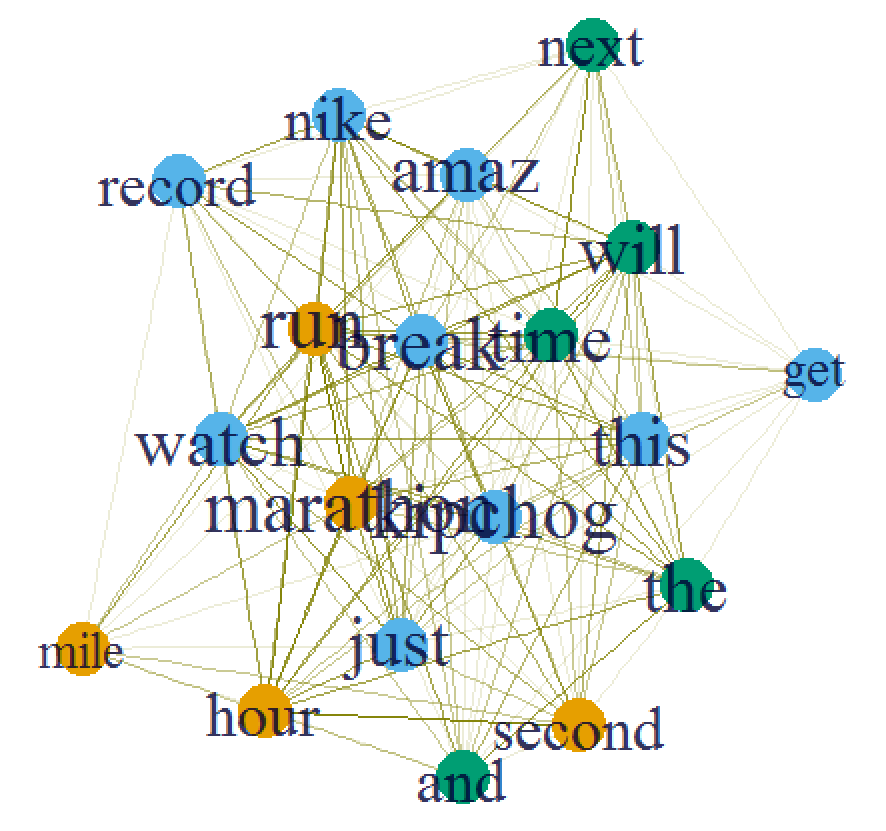 next
nike
record
amaz
will
run
break
time
get
watch
this
marathon
kipchog
the
mile
just
hour
second
and